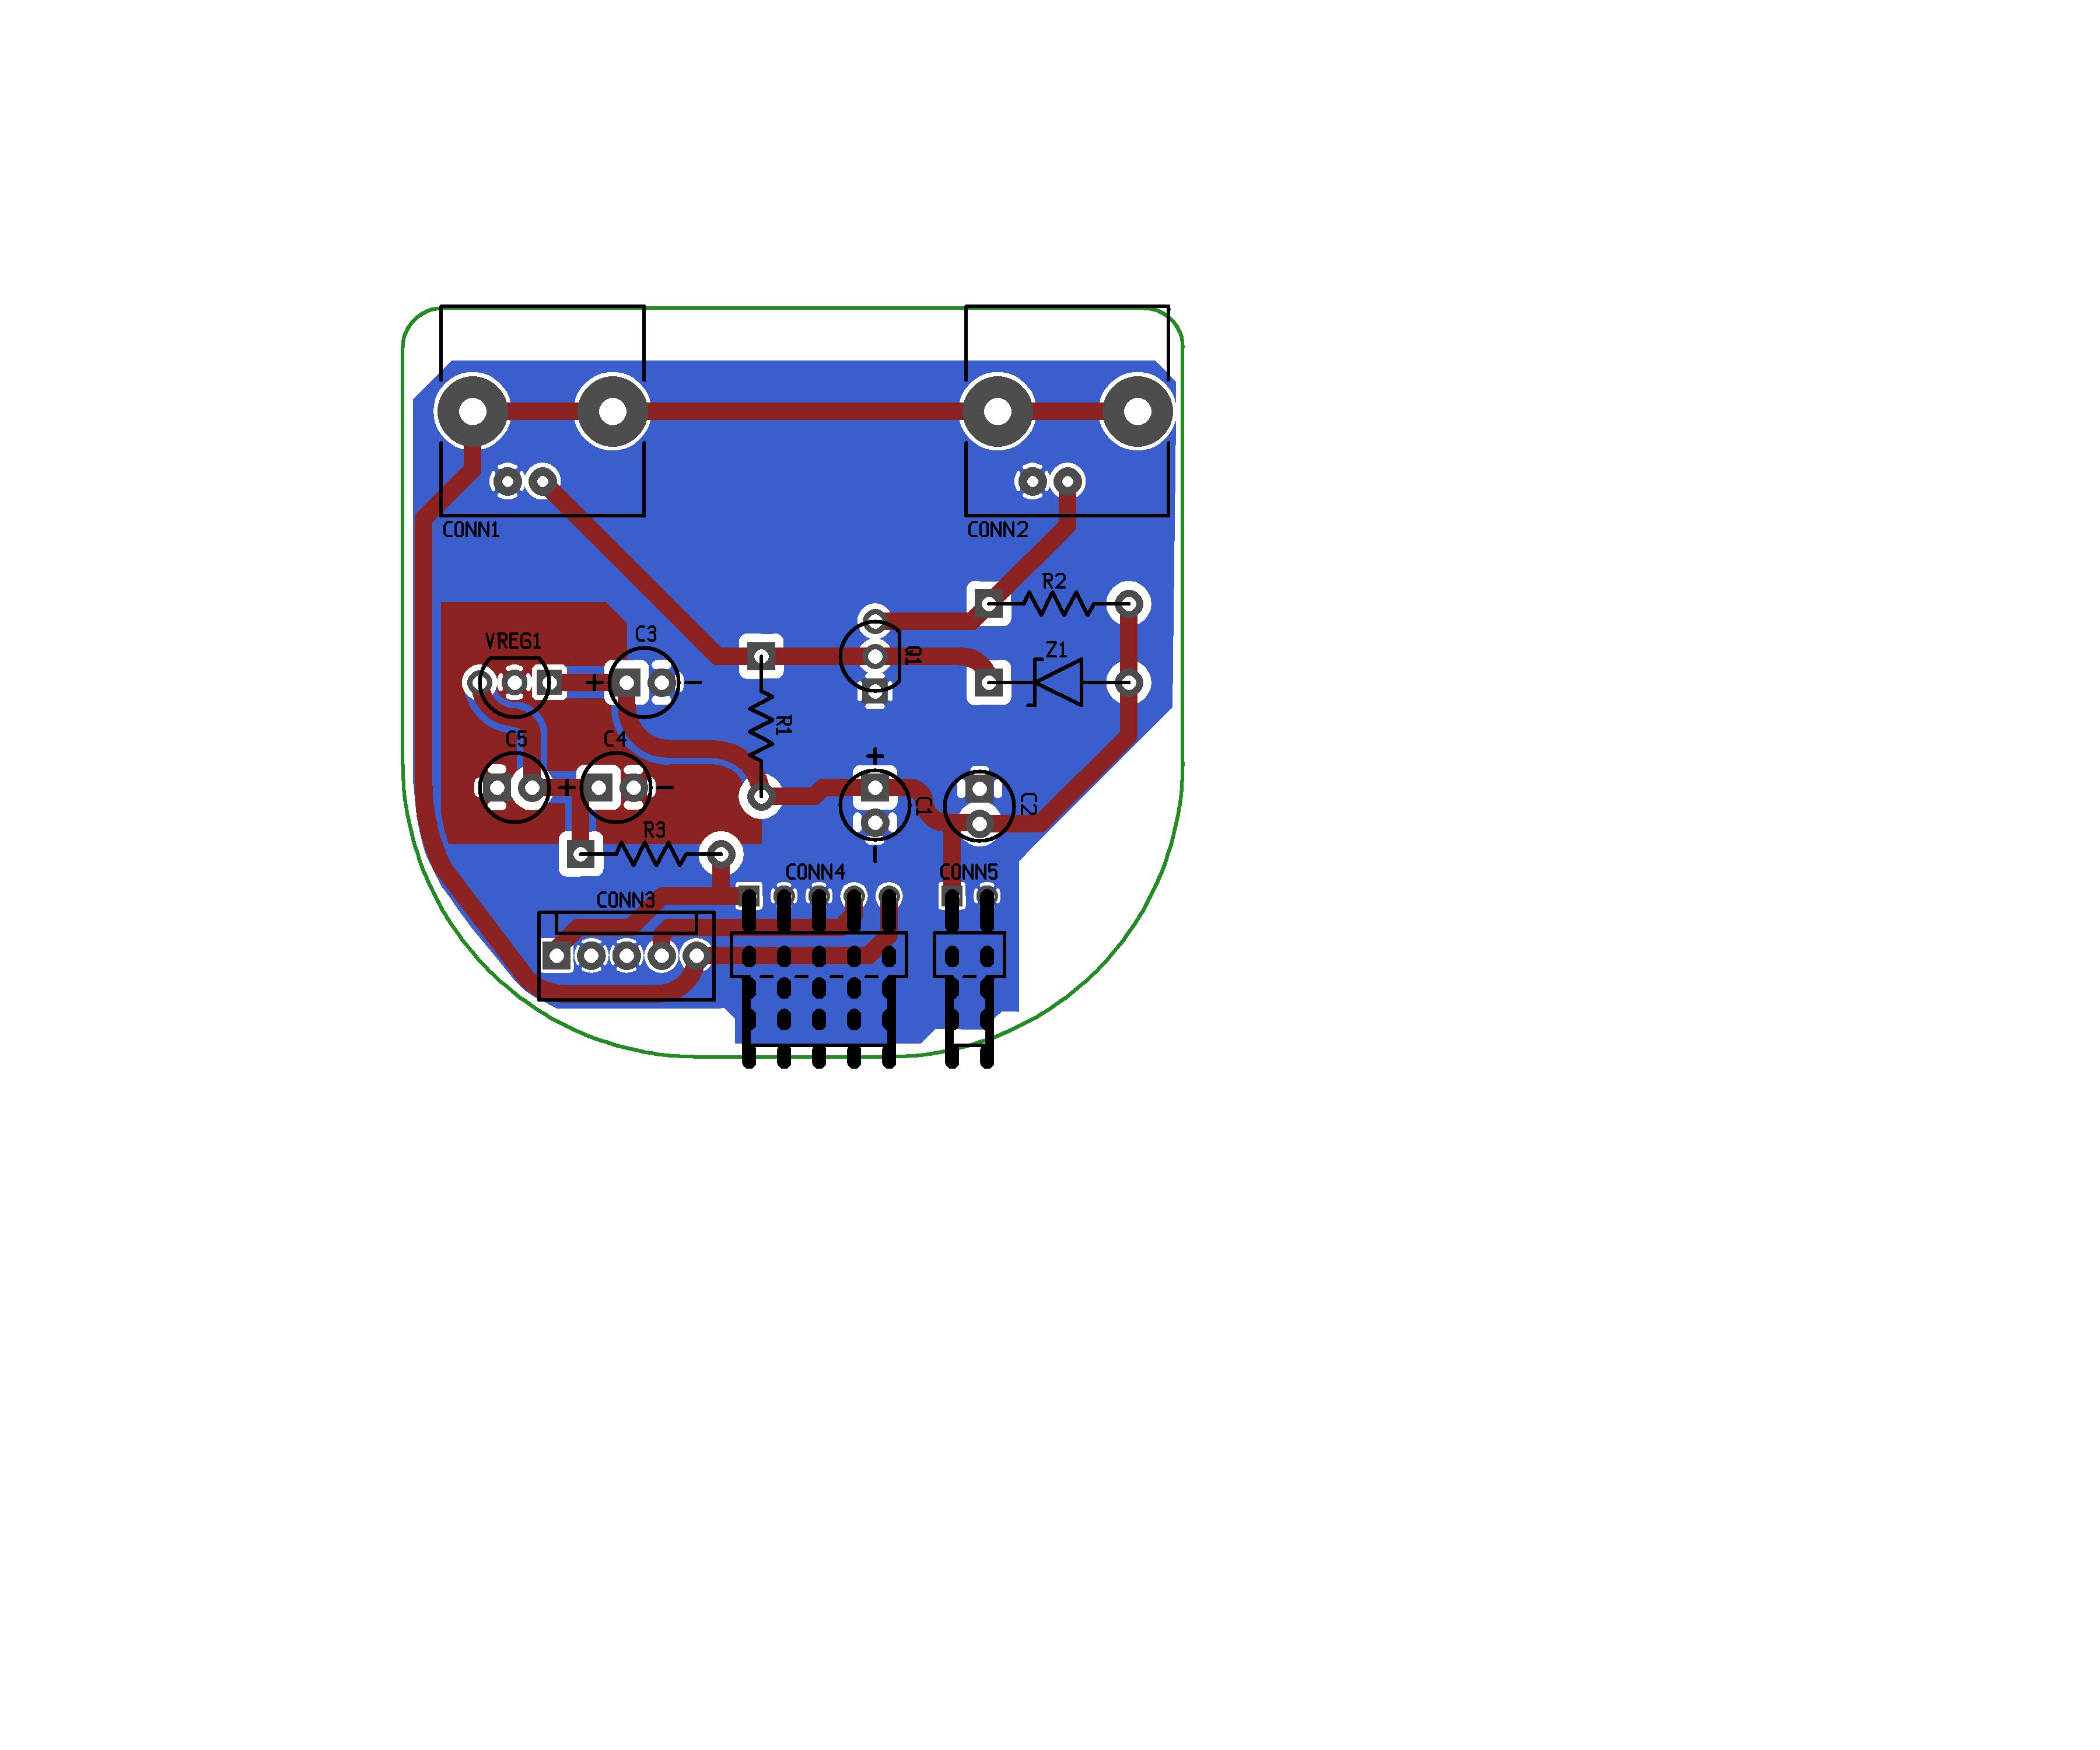 CONN1
CONN2
R2
VREG1
C3
Q1
Z1
+
-
R1
C5
C4
+
+
-
C1
C2
R3
-
CONN4
CONN5
CONN3